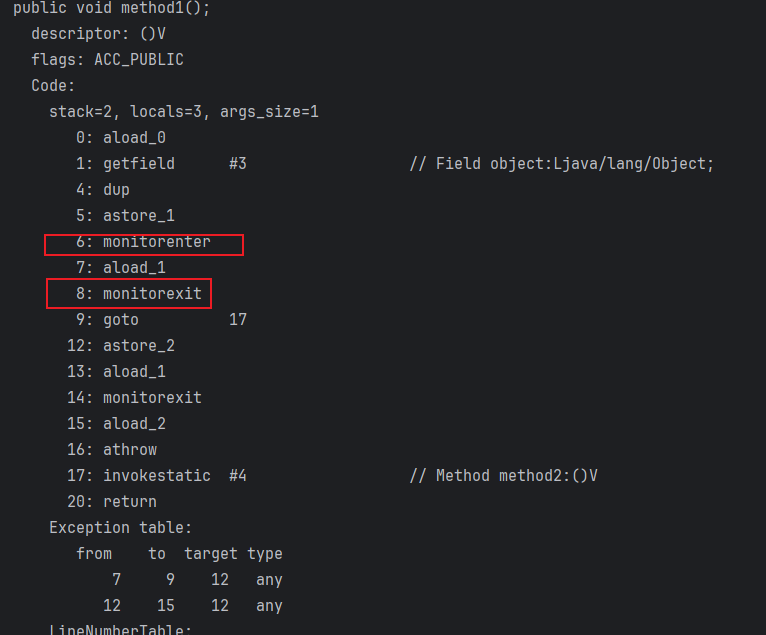 public void method1();
descriptor: ()V
flags: ACC_PUBLIC
Code:
stack=2, locals=3, args_size=1
0: aload_0
1: getfield #3 // Field object:Ljava/lang/Object;
4: dup
5: astore_1
6: monitorenter
7: aload_1
8: monitorexit
9: goto 17
12: astore_2
13: aload_1
14: monitorexit
15: aload_2
16: athrow
17: invokestatic #4 // Method method2:()V
20: return
Exception table:
from to target type
7 9 12 any
12 15 12 any
LineNumberTable: